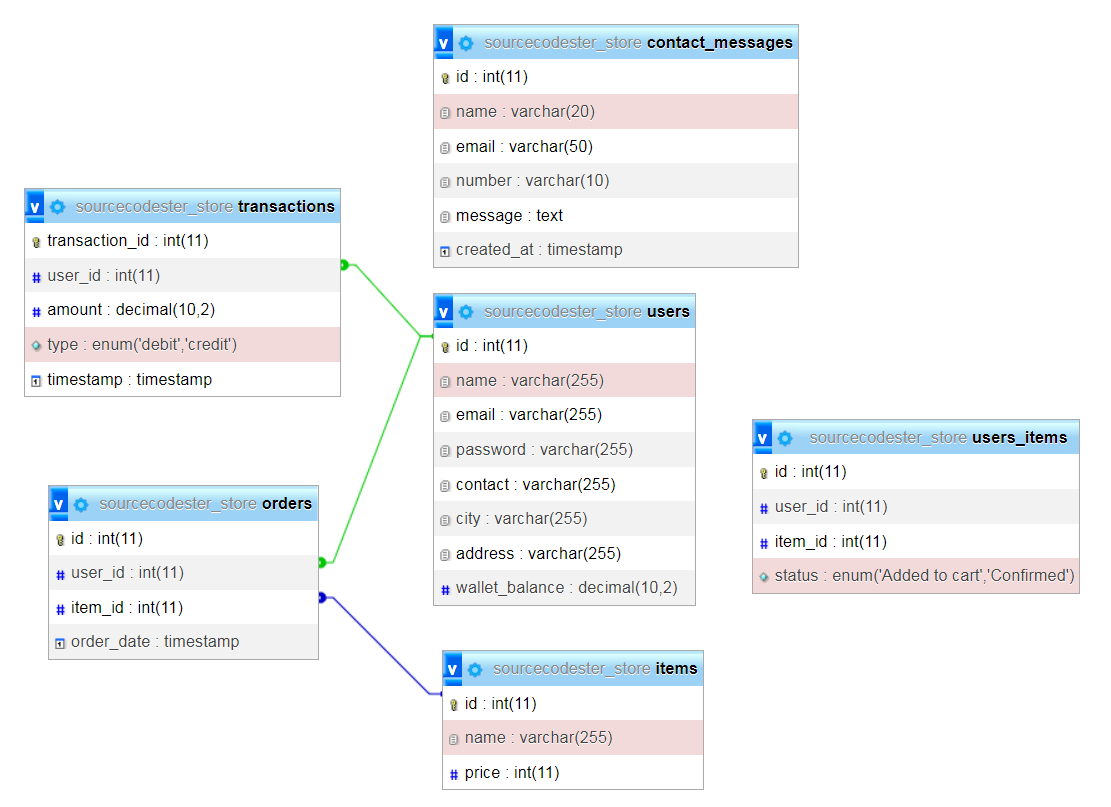 v sourcecodester_store contact_messages
id : int(11)
name : varchar(20)
email : varchar(50)
number : varchar(10)
message : text
created_at : timestamp
v sourcecodester_store transactions
transaction_id : int(11)
# user_id : int(11)
# amount : decimal(10,2)
type : enum('debit','credit')
timestamp : timestamp
v sourcecodester_store users
id : int(11)
name : varchar(255)
email : varchar(255)
password : varchar(255)
contact : varchar(255)
city : varchar(255)
address : varchar(255)
# wallet_balance : decimal(10,2)
v sourcecodester_store users_items
id : int(11)
# user_id : int(11)
# item_id : int(11)
status : enum('Added to cart','Confirmed')
v sourcecodester_store orders
id : int(11)
# user_id : int(11)
# item_id : int(11)
order_date : timestamp
v sourcecodester_store items
id : int(11)
name : varchar(255)
# price : int(11)